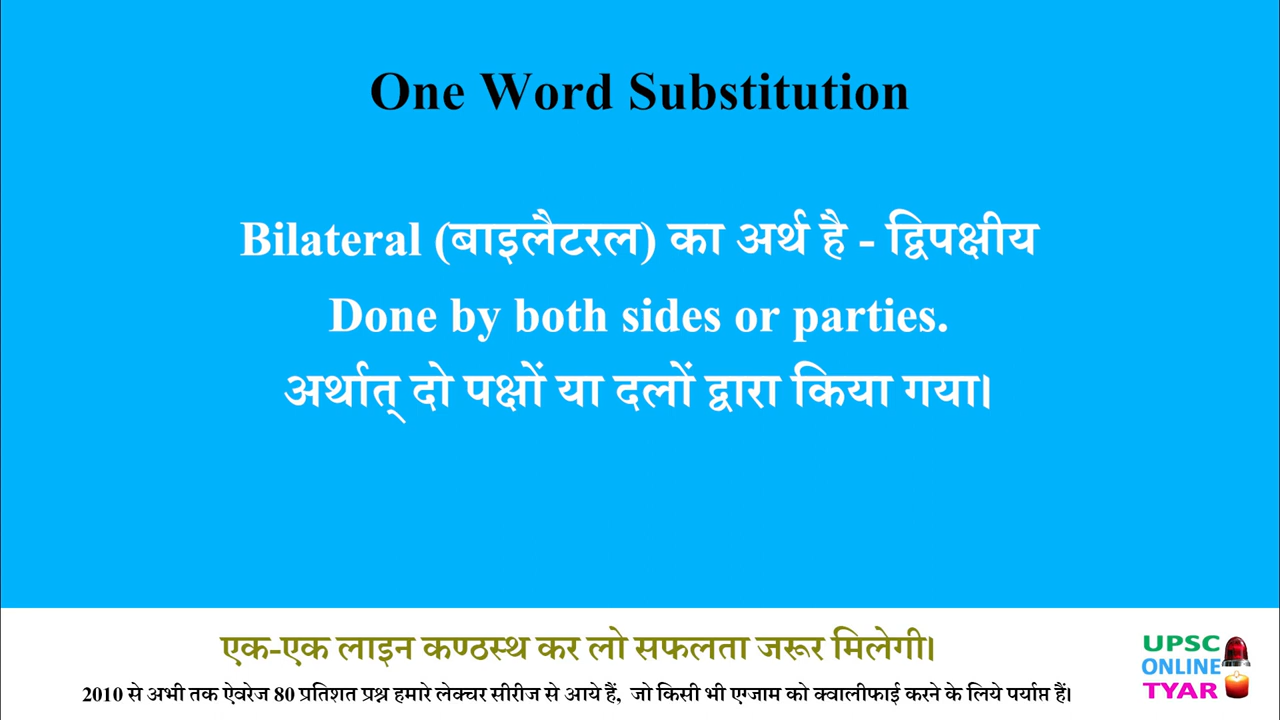 One Word Substitution
Bilateral (बाइलैटरल) का अर्थ है - द्विपक्षीय
Done by both sides or parties.
अर्थात् दो पक्षों या दलों द्वारा किया गया।
एक-एक लाइन कण्ठस्थ कर लो सफलता जरूर मिलेगी।
2010 से अभी तक ऐवरेज 80 प्रतिशत प्रश्न हमारे लेक्चर सीरीज से आये हैं, जो किसी भी एग्जाम को क्वालीफाई करने के लिये पर्याप्त हैं।
UPSC
ONLINE
TYAR